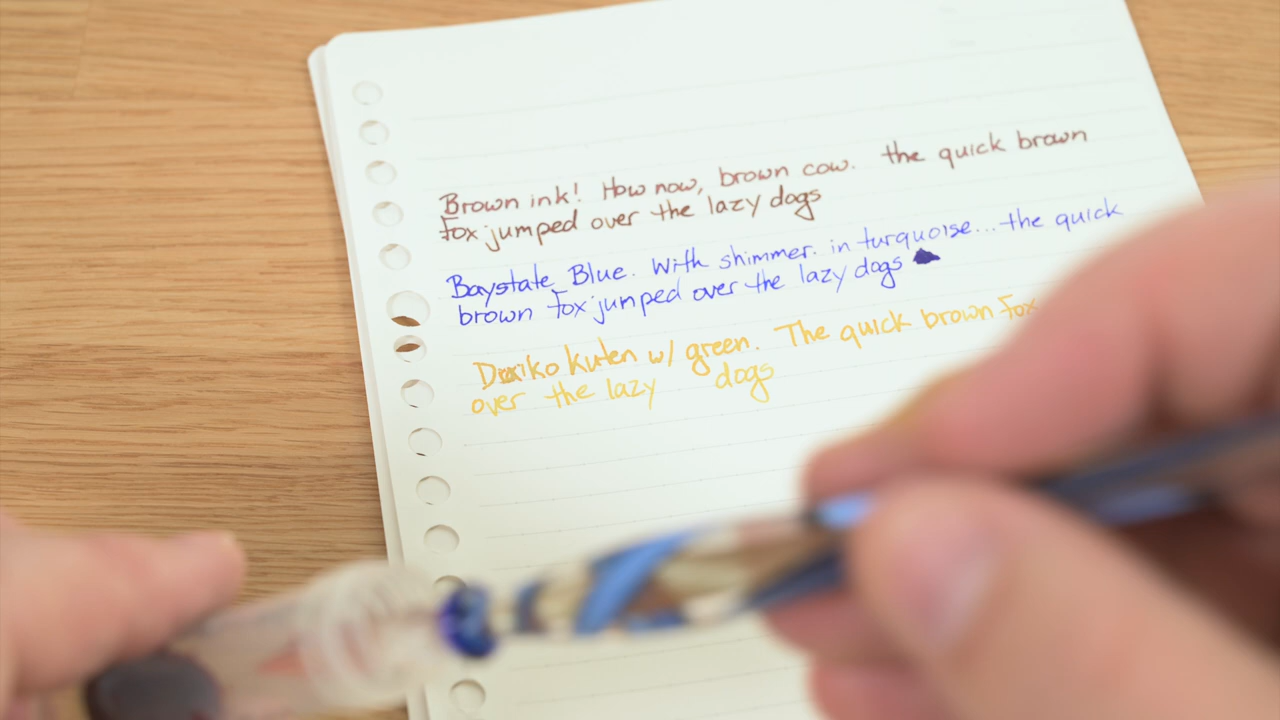 Brown ink! How now, brown cow. the quick brown
fox jumped over the lazy dogs
Baystate Blue. With shimmer. in turquoise...the quick
brown fox jumped over the lazy dogs
kuten w/ green. The quick brown fox
over the lazy dogs